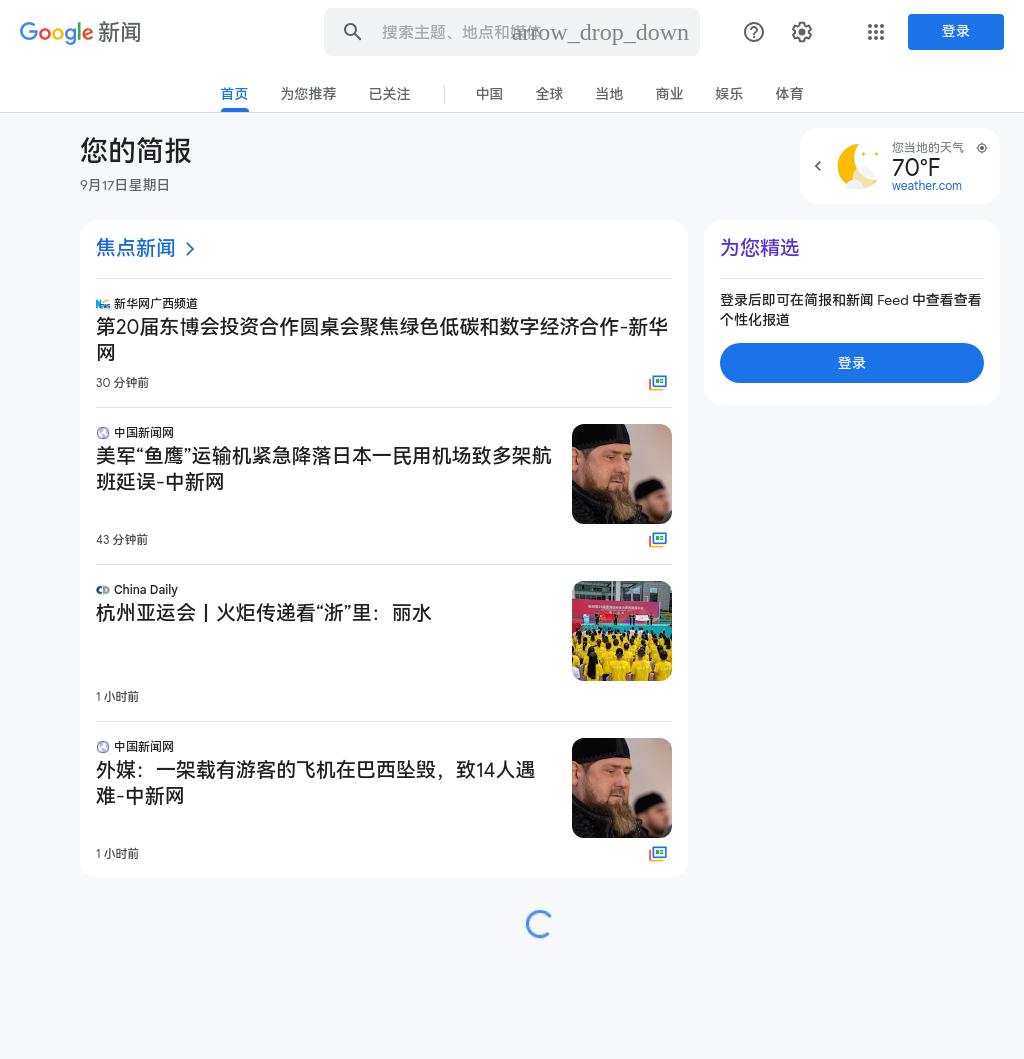 Google 新闻
搜索主题、地点和媒体
arrow_drop_down
登录
首页
为您推荐
已关注
中国
全球
当地
商业
娱乐
体育
您的简报
9月17日星期日
您当地的天气
70°F
weather.com
焦点新闻
新华网广西频道
第20届东博会投资合作圆桌会聚焦绿色低碳和数字经济合作-新华
网
30 分钟前
中国新闻网
美军“鱼鹰”运输机紧急降落日本一民用机场致多架航
班延误-中新网
43 分钟前
China Daily
杭州亚运会丨火炬传递看“浙”里：丽水
1 小时前
中国新闻网
外媒：一架载有游客的飞机在巴西坠毁，致14人遇
难-中新网
1 小时前
为您精选
登录后即可在简报和新闻 Feed 中查看查看
个性化报道
登录